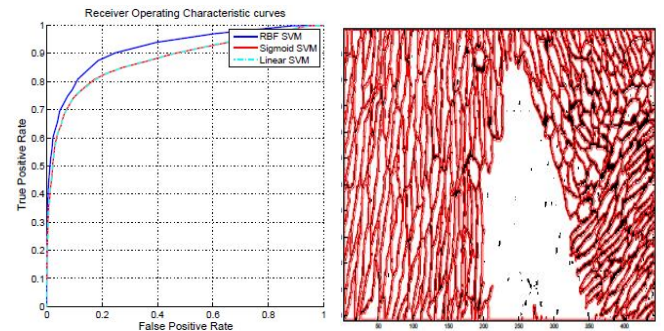 Receiver Operating Characteristic curves
True Positive Rate
1
0.9
0.8
0.7
0.6
0.5
0.4
0.3
0.2
0.1
0
RBF SVM
Sigmoid SVM
Linear SVM
0 0.2 0.4 0.6 0.8 1
False Positive Rate
50 100 150 200 250 300 350 400